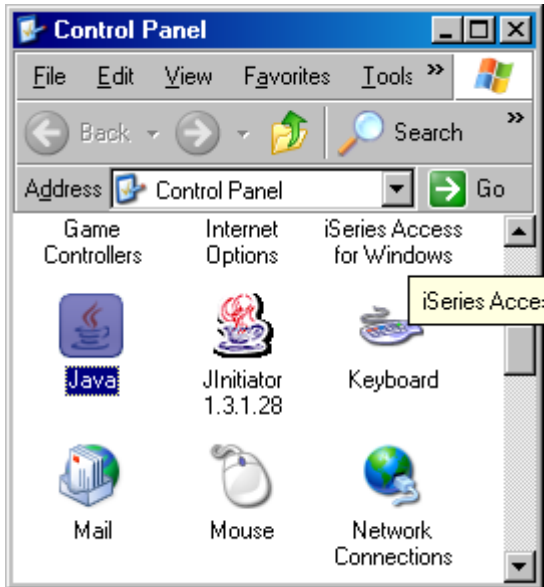 Control Panel
File Edit View Favorites Tools »
Back Search »
Address Control Panel Go
Game Controllers
Internet Options
iSeries Access for Windows
iSeries Acce
Java
JInitiator 1.3.1.28
Keyboard
Mail
Mouse
Network Connections